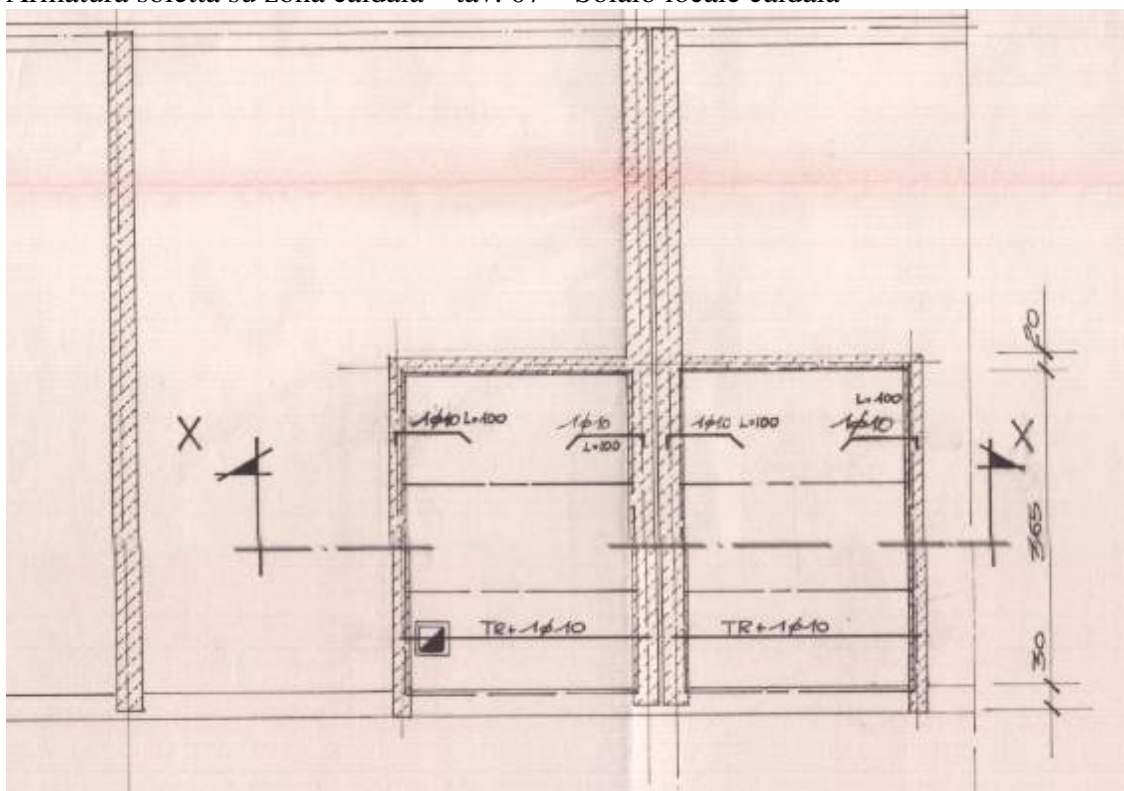 Armatura soletta su zona caldaia – tav. 67 – Solaio locale caldaia
20
L=100
1ϕ10 L=100
1ϕ10
L=100
1ϕ10 L=100
1ϕ10
X
X
365
TR+1ϕ10
TR+1ϕ10
30